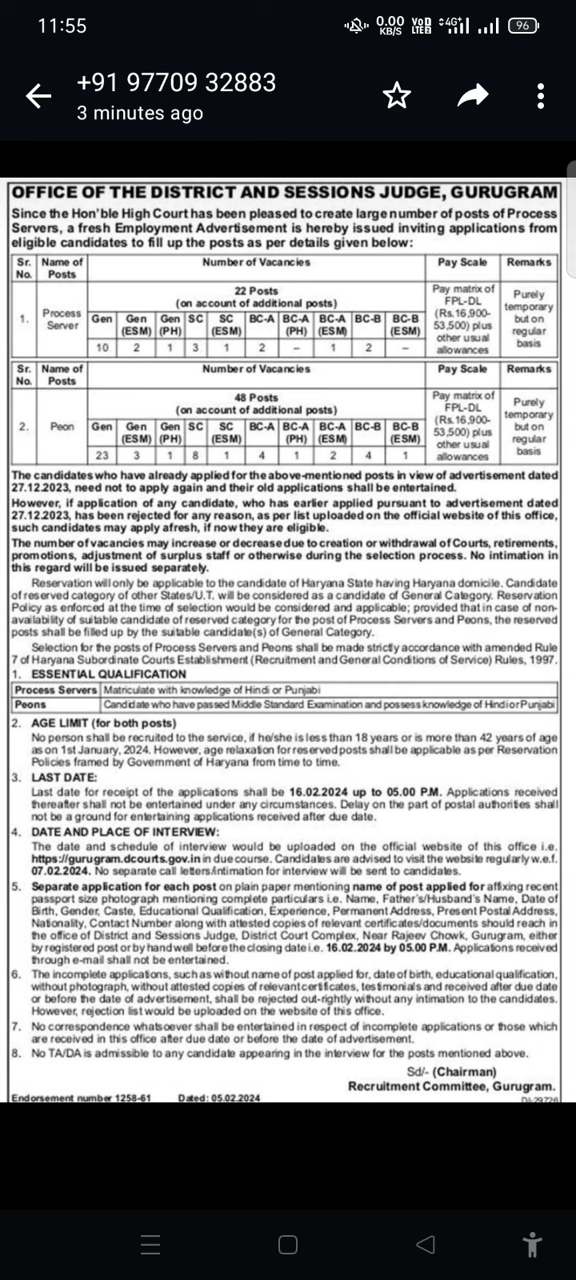 11:55
0.00 KB/S VoD LTE 4G+ 96
+91 97709 32883
3 minutes ago
OFFICE OF THE DISTRICT AND SESSIONS JUDGE, GURUGRAM
Since the Hon'ble High Court has been pleased to create large number of posts of Process
Servers, a fresh Employment Advertisement is hereby issued inviting applications from
eligible candidates to fill up the posts as per details given below:
Sr. No. Name of Posts Number of Vacancies Pay Scale Remarks
1. Process Server 22 Posts (on account of additional posts) Pay matrix of FPL-DL (Rs.16,900-53,500) plus other usual allowances Purely temporary but on regular basis
Gen Gen (ESM) Gen (PH) SC SC (ESM) BC-A BC-A (PH) BC-A (ESM) BC-B BC-B (ESM)
10 2 1 3 1 2 – 1 2 –
Sr. No. Name of Posts Number of Vacancies Pay Scale Remarks
2. Peon 48 Posts (on account of additional posts) Pay matrix of FPL-DL (Rs.16,900-53,500) plus other usual allowances Purely temporary but on regular basis
Gen Gen (ESM) Gen (PH) SC SC (ESM) BC-A BC-A (PH) BC-A (ESM) BC-B BC-B (ESM)
23 3 1 8 1 4 1 2 4 1
The candidates who have already applied for the above-mentioned posts in view of advertisement dated
27.12.2023, need not to apply again and their old applications shall be entertained.
However, if application of any candidate, who has earlier applied pursuant to advertisement dated
27.12.2023, has been rejected for any reason, as per list uploaded on the official website of this office,
such candidates may apply afresh, if now they are eligible.
The number of vacancies may increase or decrease due to creation or withdrawal of Courts, retirements,
promotions, adjustment of surplus staff or otherwise during the selection process. No intimation in
this regard will be issued separately.
Reservation will only be applicable to the candidate of Haryana State having Haryana domicile. Candidate
of reserved category of other States/U.T. will be considered as a candidate of General Category. Reservation
Policy as enforced at the time of selection would be considered and applicable; provided that in case of non-
availability of suitable candidate of reserved category for the post of Process Servers and Peons, the reserved
posts shall be filled up by the suitable candidate(s) of General Category.
Selection for the posts of Process Servers and Peons shall be made strictly accordance with amended Rule
7 of Haryana Subordinate Courts Establishment (Recruitment and General Conditions of Service) Rules, 1997.
1. ESSENTIAL QUALIFICATION
Process Servers Matriculate with knowledge of Hindi or Punjabi
Peons Candidate who have passed Middle Standard Examination and possess knowledge of Hindi or Punjabi
2. AGE LIMIT (for both posts)
No person shall be recruited to the service, if he/she is less than 18 years or is more than 42 years of age
as on 1st January, 2024. However, age relaxation for reserved posts shall be applicable as per Reservation
Policies framed by Government of Haryana from time to time.
3. LAST DATE:
Last date for receipt of the applications shall be 16.02.2024 up to 05.00 P.M. Applications received
thereafter shall not be entertained under any circumstances. Delay on the part of postal authorities shall
not be a ground for entertaining applications received after due date.
4. DATE AND PLACE OF INTERVIEW:
The date and schedule of interview would be uploaded on the official website of this office i.e.
https://gurugram.dcourts.gov.in in due course. Candidates are advised to visit the website regularly w.e.f.
07.02.2024. No separate call letters/intimation for interview will be sent to candidates.
5. Separate application for each post on plain paper mentioning name of post applied for affixing recent
passport size photograph mentioning complete particulars i.e. Name, Father's/Husband's Name, Date of
Birth, Gender, Caste, Educational Qualification, Experience, Permanent Address, Present Postal Address,
Nationality, Contact Number along with attested copies of relevant certificates/documents should reach in
the office of District and Sessions Judge, District Court Complex, Near Rajeev Chowk, Gurugram, either
by registered post or by hand well before the closing date i.e. 16.02.2024 by 05.00 P.M. Applications received
through e-mail shall not be entertained.
6. The incomplete applications, such as without name of post applied for, date of birth, educational qualification,
without photograph, without attested copies of relevant certificates, testimonials and received after due date
or before the date of advertisement, shall be rejected out-rightly without any intimation to the candidates.
However, rejection list would be uploaded on the website of this office.
7. No correspondence whatsoever shall be entertained in respect of incomplete applications or those which
are received in this office after due date or before the date of advertisement.
8. No TA/DA is admissible to any candidate appearing in the interview for the posts mentioned above.
Sd/- (Chairman)
Recruitment Committee, Gurugram.
Endorsement number 1258-61 Dated: 05.02.2024